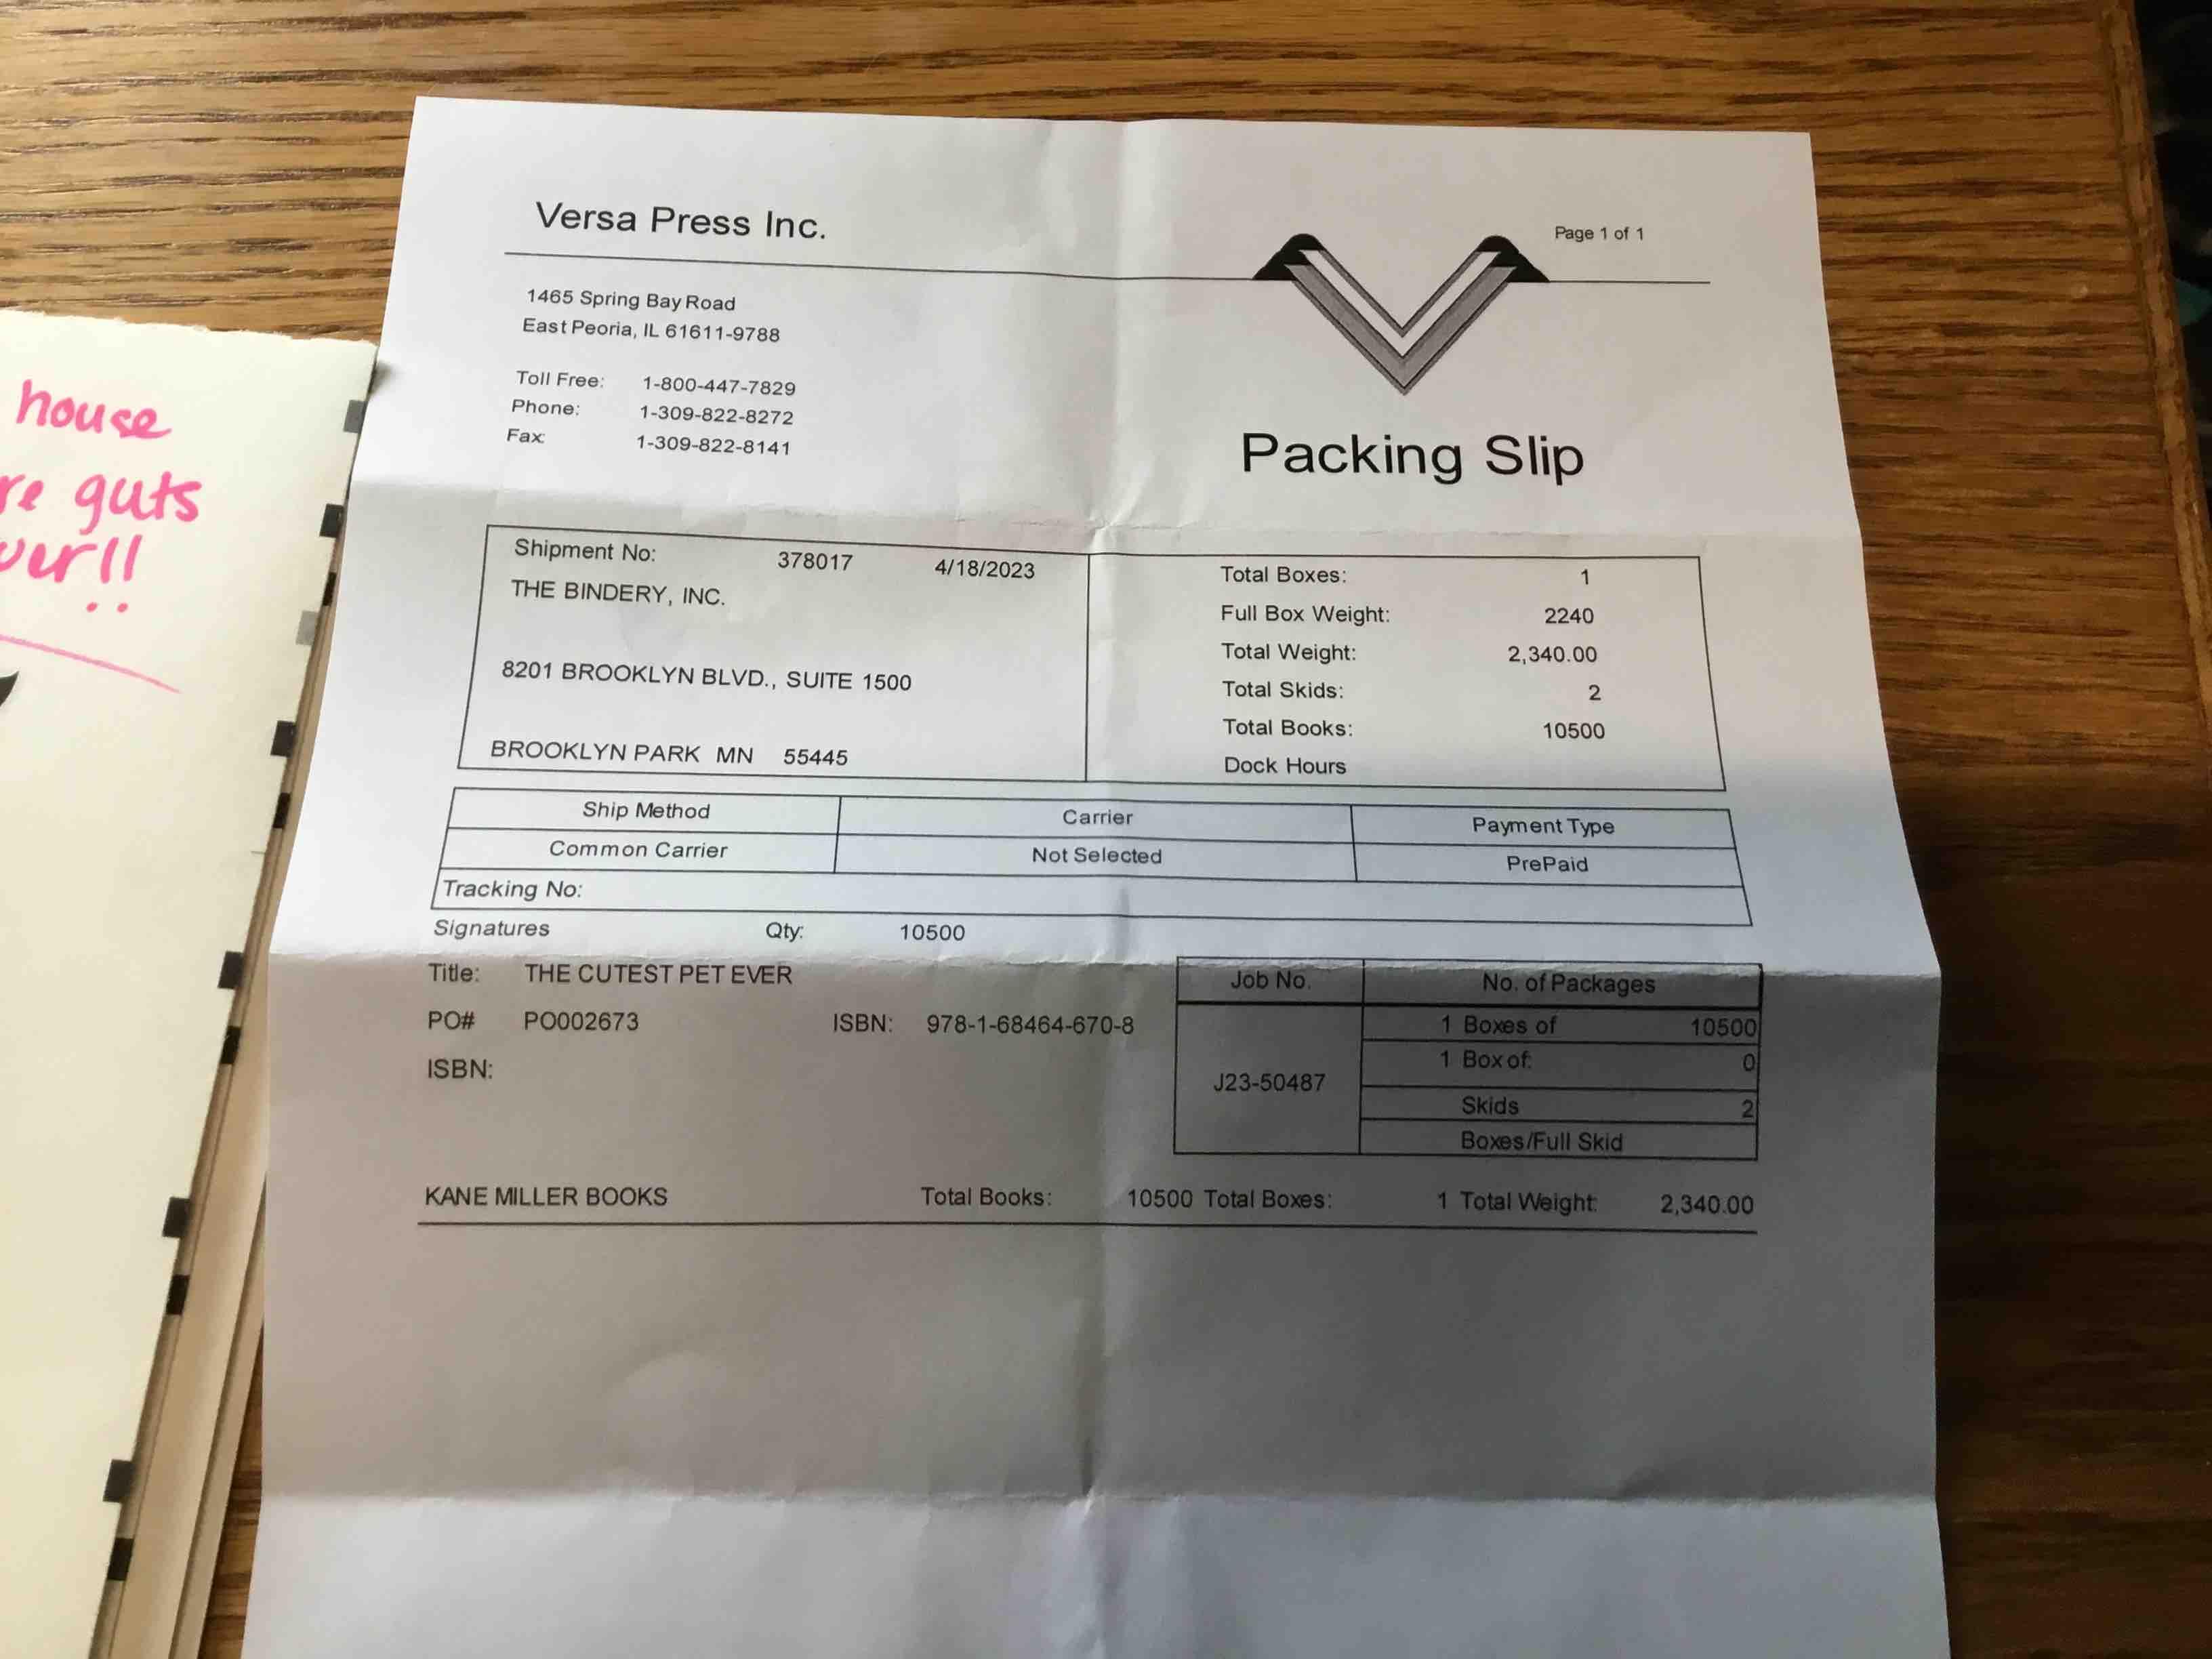 house
guts
Versa Press Inc.
Page 1 of 1
1465 Spring Bay Road
East Peoria, IL 61611-9788
Toll Free: 1-800-447-7829
Phone: 1-309-822-8272
Fax: 1-309-822-8141
Packing Slip
Shipment No: 378017 4/18/2023
THE BINDERY, INC.
8201 BROOKLYN BLVD., SUITE 1500
BROOKLYN PARK MN 55445
Total Boxes: 1
Full Box Weight: 2240
Total Weight: 2,340.00
Total Skids: 2
Total Books: 10500
Dock Hours
Ship Method Carrier Payment Type
Common Carrier Not Selected PrePaid
Tracking No:
Signatures Qty: 10500
Title: THE CUTEST PET EVER
PO# PO002673 ISBN: 978-1-68464-670-8
ISBN:
Job No. No. of Packages
J23-50487
1 Boxes of 10500
1 Box of: 0
Skids 2
Boxes/Full Skid
KANE MILLER BOOKS Total Books: 10500 Total Boxes: 1 Total Weight: 2,340.00